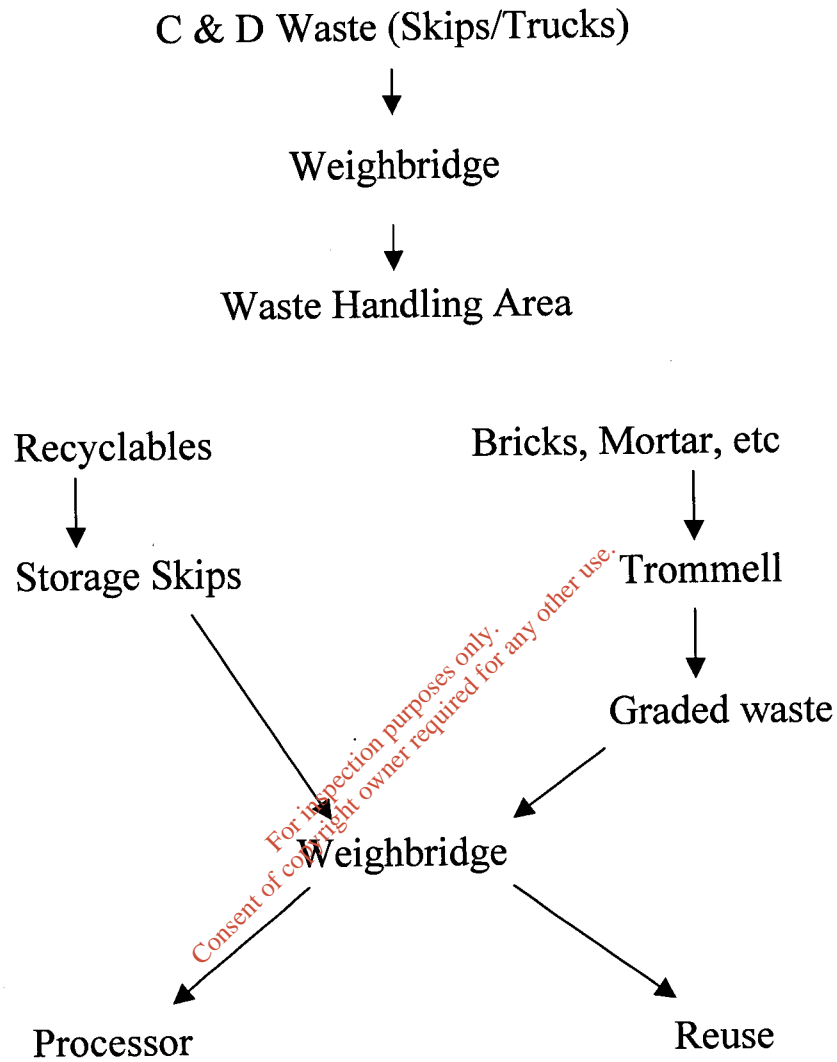 C & D Waste (Skips/Trucks)
Weighbridge
Waste Handling Area
Recyclables
Bricks, Mortar, etc
Storage Skips
Trommell
Graded waste
For inspection purposes only.
Consent of copyright owner required for any other use.
Weighbridge
Processor
Reuse